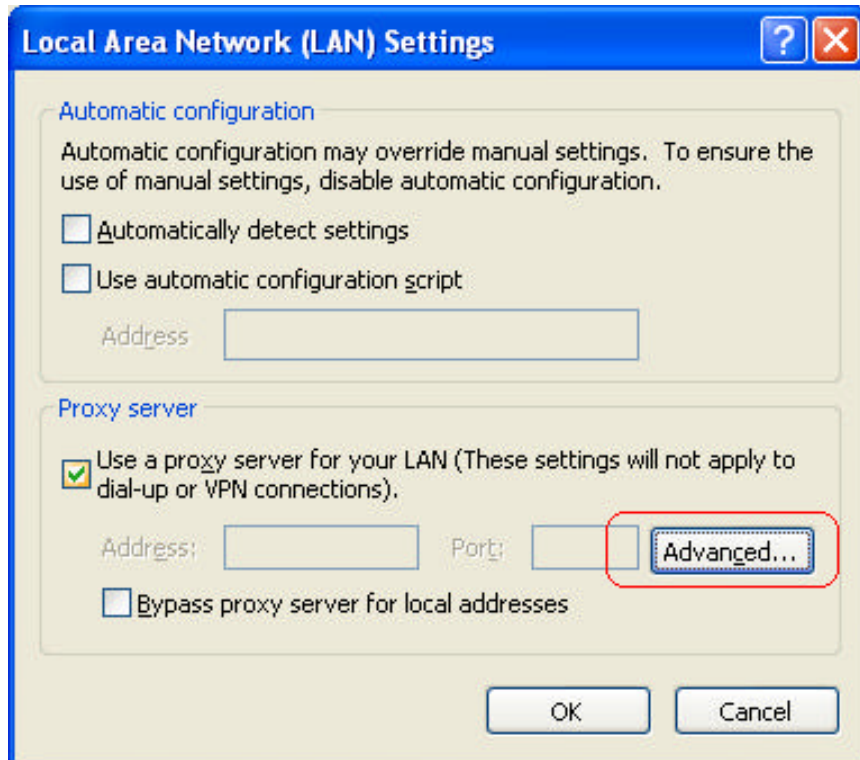 Local Area Network (LAN) Settings
?
Automatic configuration
Automatic configuration may override manual settings. To ensure the
use of manual settings, disable automatic configuration.
Automatically detect settings
Use automatic configuration script
Address
Proxy server
Use a proxy server for your LAN (These settings will not apply to
dial-up or VPN connections).
Address: Port: Advanced...
Bypass proxy server for local addresses
OK Cancel